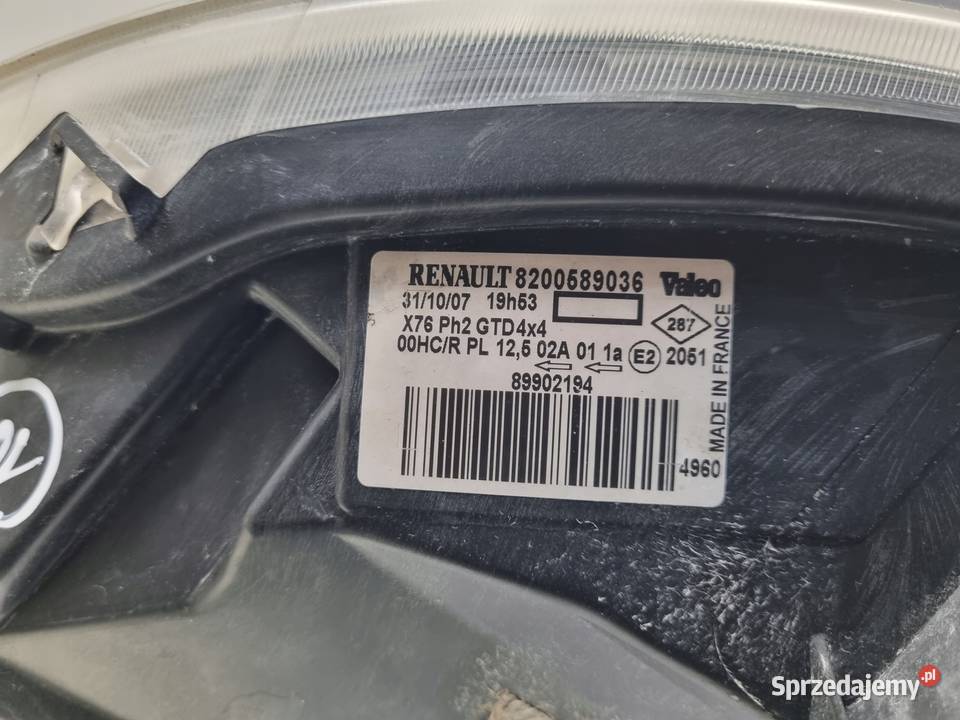 RENAULT 8200589036 Valeo
31/10/07 19h53
X76 Ph2 GTD4x4
287
00HC/R PL 12,5 02A 01 1a E2 2051
89902194
4960
MADE IN FRANCE
Sprzedajemy.pl